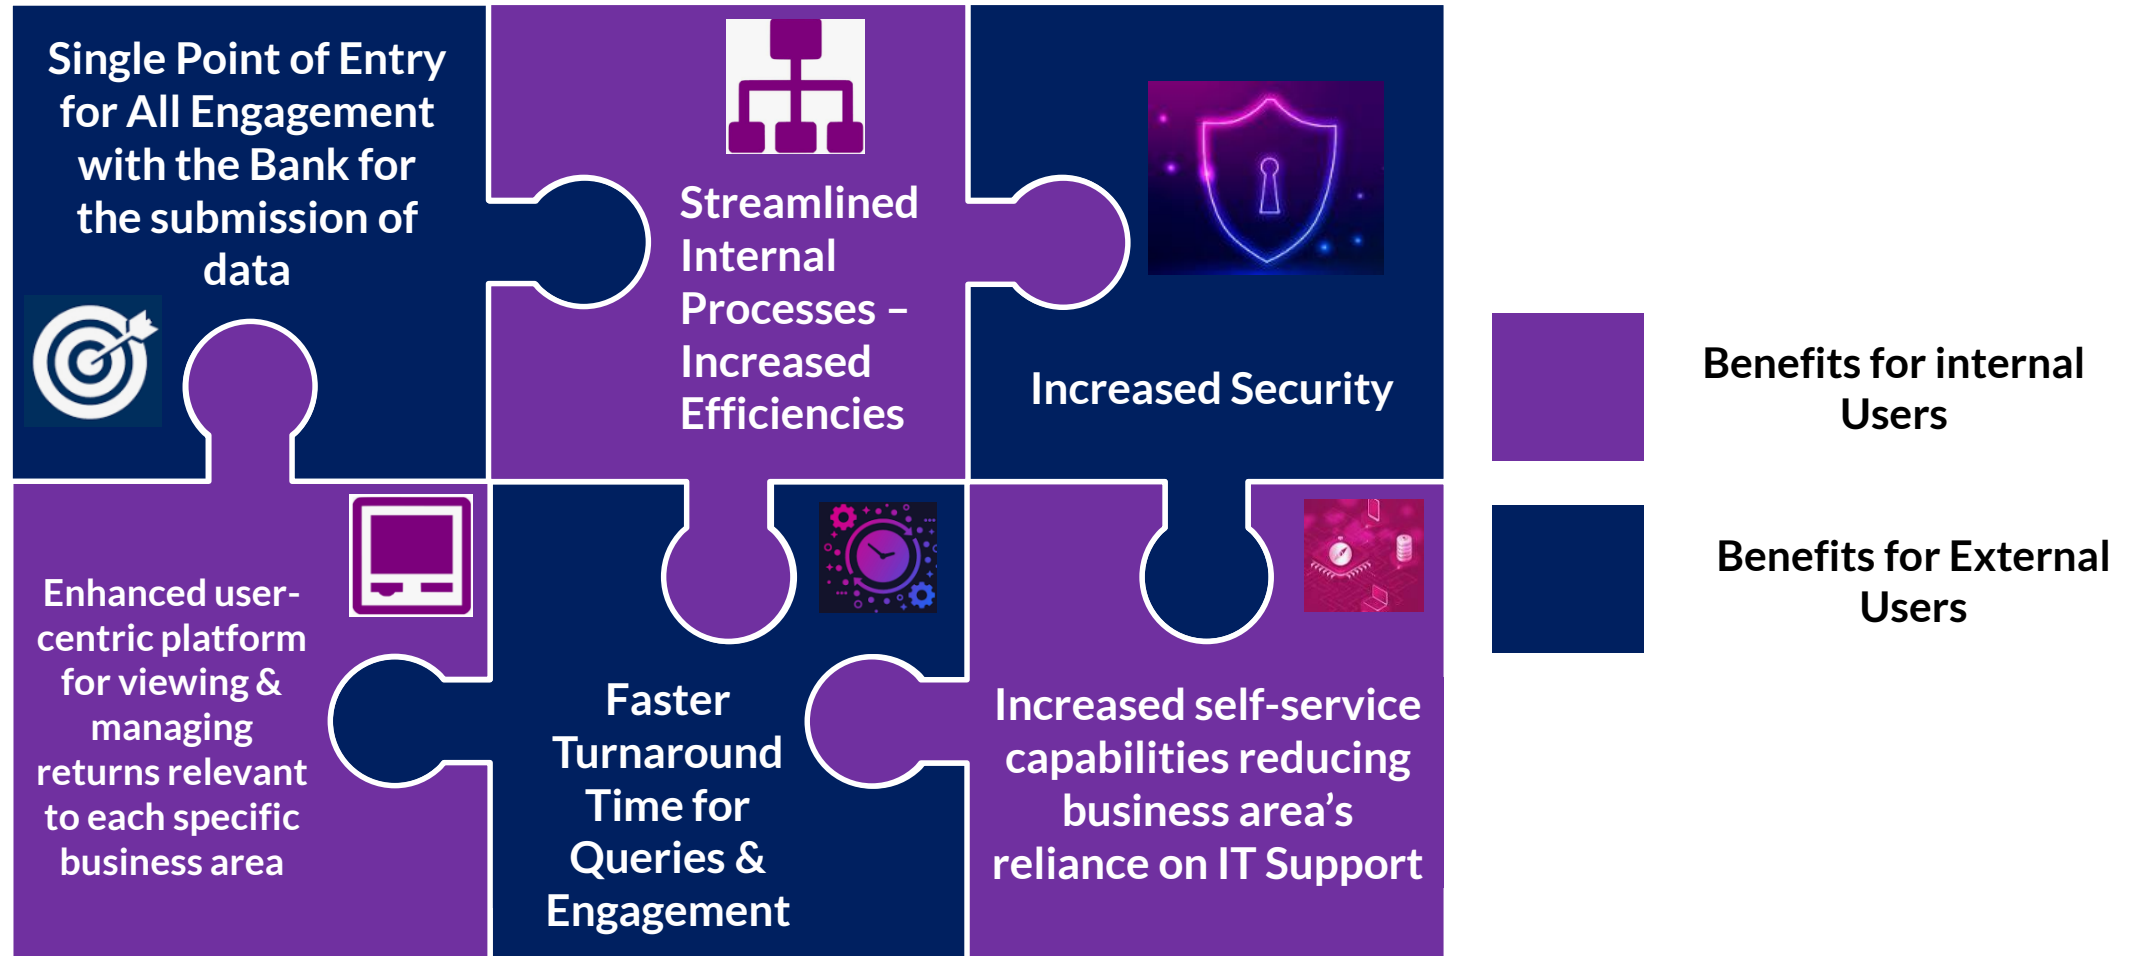 Single Point of Entry
for All Engagement
with the Bank for
the submission of
data
Streamlined
Internal
Processes –
Increased
Efficiencies
Increased Security
Enhanced user-
centric platform
for viewing &
managing
returns relevant
to each specific
business area
Faster
Turnaround
Time for
Queries &
Engagement
Increased self-service
capabilities reducing
business area’s
reliance on IT Support
Benefits for internal
Users
Benefits for External
Users